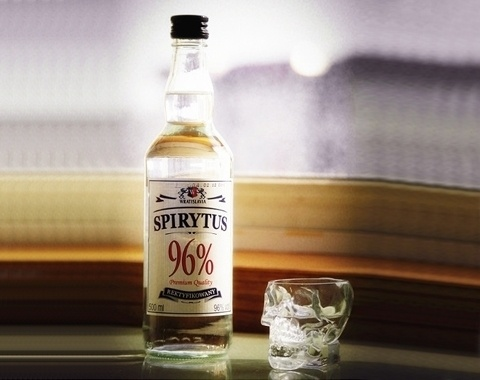 WRATISLAVIA
SPIRYTUS
96%
Premium Quality
REKTYFIKOWANY
500 ml
96%